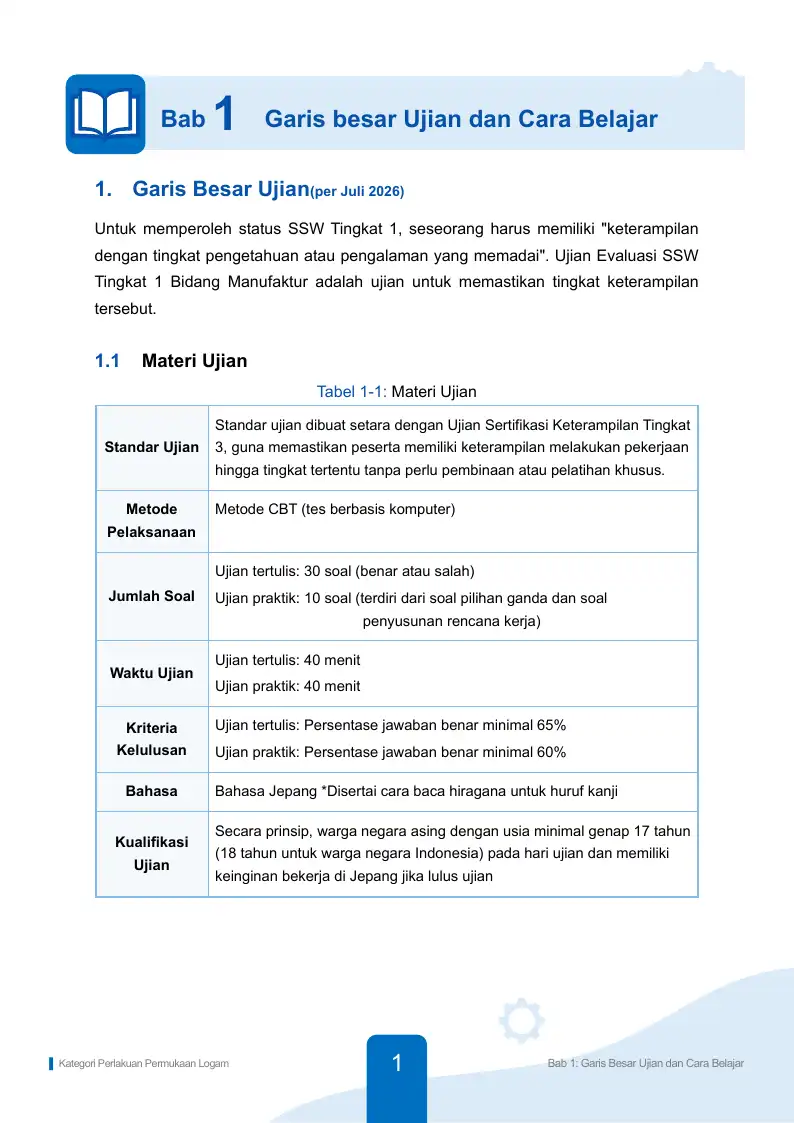 Bab 1 Garis besar Ujian dan Cara Belajar
1. Garis Besar Ujian(per Juli 2026)
Untuk memperoleh status SSW Tingkat 1, seseorang harus memiliki "keterampilan
dengan tingkat pengetahuan atau pengalaman yang memadai". Ujian Evaluasi SSW
Tingkat 1 Bidang Manufaktur adalah ujian untuk memastikan tingkat keterampilan
tersebut.
1.1 Materi Ujian
Tabel 1-1: Materi Ujian
Standar Ujian
Standar ujian dibuat setara dengan Ujian Sertifikasi Keterampilan Tingkat
3, guna memastikan peserta memiliki keterampilan melakukan pekerjaan
hingga tingkat tertentu tanpa perlu pembinaan atau pelatihan khusus.
Metode
Pelaksanaan
Metode CBT (tes berbasis komputer)
Jumlah Soal
Ujian tertulis: 30 soal (benar atau salah)
Ujian praktik: 10 soal (terdiri dari soal pilihan ganda dan soal
penyusunan rencana kerja)
Waktu Ujian
Ujian tertulis: 40 menit
Ujian praktik: 40 menit
Kriteria
Kelulusan
Ujian tertulis: Persentase jawaban benar minimal 65%
Ujian praktik: Persentase jawaban benar minimal 60%
Bahasa
Bahasa Jepang *Disertai cara baca hiragana untuk huruf kanji
Kualifikasi
Ujian
Secara prinsip, warga negara asing dengan usia minimal genap 17 tahun
(18 tahun untuk warga negara Indonesia) pada hari ujian dan memiliki
keinginan bekerja di Jepang jika lulus ujian
Kategori Perlakuan Permukaan Logam
1
Bab 1: Garis Besar Ujian dan Cara Belajar